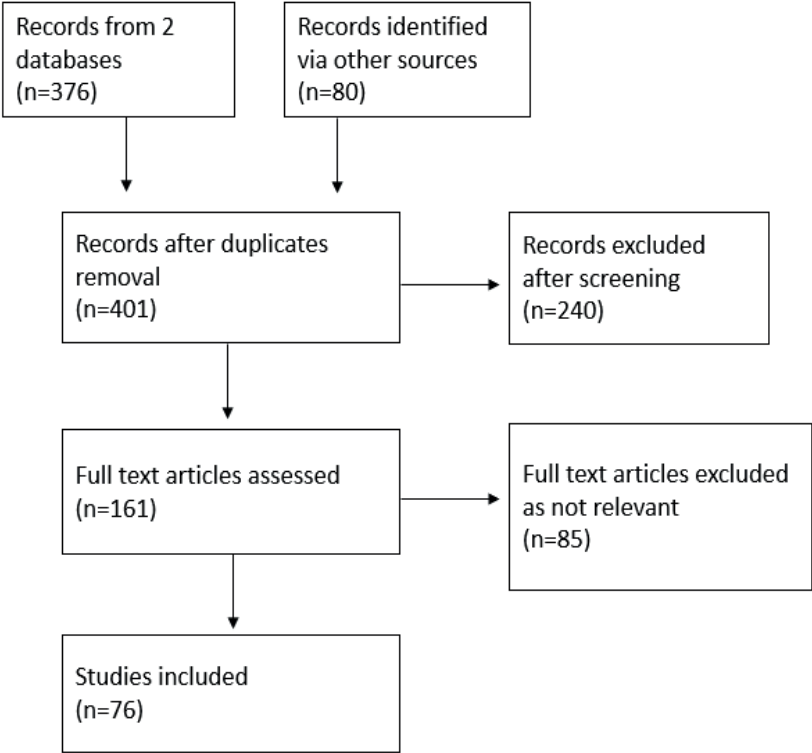 Records from 2
databases
(n=376)
Records identified
via other sources
(n=80)
Records after duplicates
removal
(n=401)
Records excluded
after screening
(n=240)
Full text articles assessed
(n=161)
Full text articles excluded
as not relevant
(n=85)
Studies included
(n=76)